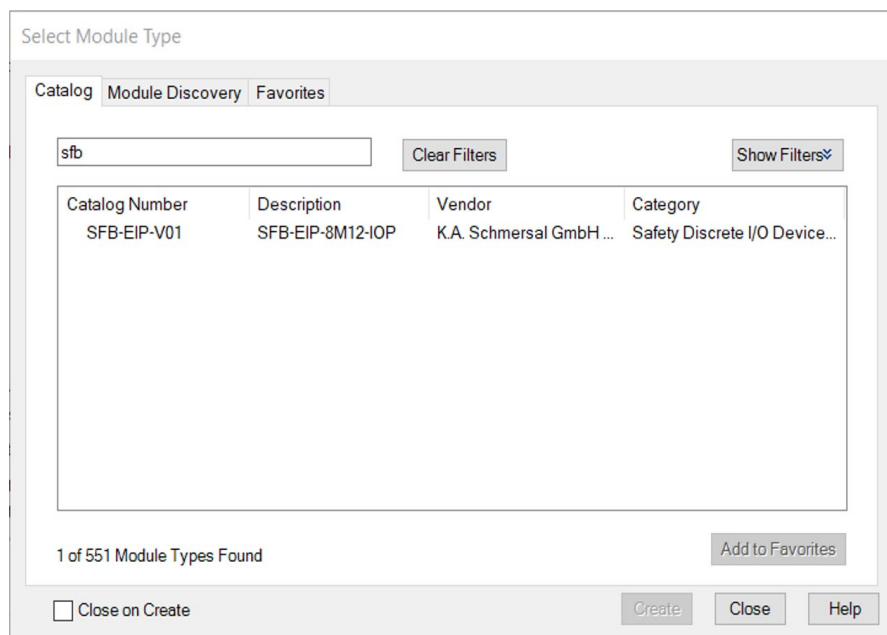 Select Module Type
Catalog Module Discovery Favorites
sfb Clear Filters Show Filters
Catalog Number Description Vendor Category
SFB-EIP-V01 SFB-EIP-8M12-IOP K.A. Schmersal GmbH ... Safety Discrete I/O Device...
1 of 551 Module Types Found Add to Favorites
Close on Create Create Close Help